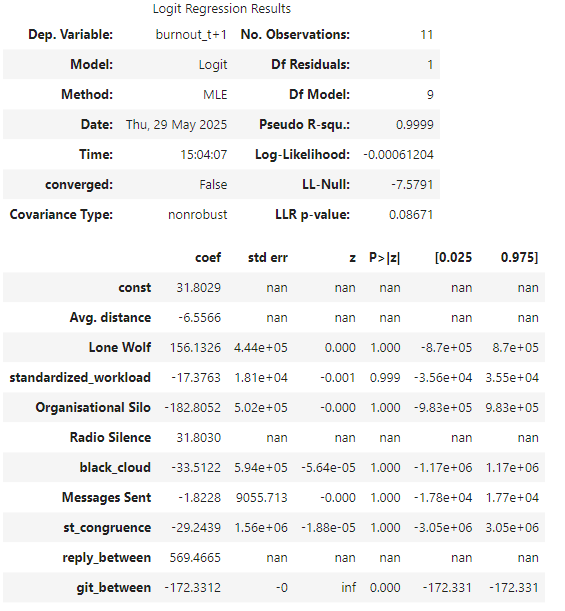 Logit Regression Results
Dep. Variable: burnout_t+1 No. Observations: 11
Model: Logit Df Residuals: 1
Method: MLE Df Model: 9
Date: Thu, 29 May 2025 Pseudo R-squ.: 0.9999
Time: 15:04:07 Log-Likelihood: -0.00061204
converged: False LL-Null: -7.5791
Covariance Type: nonrobust LLR p-value: 0.08671
coef std err z P>|z| [0.025 0.975]
const 31.8029 nan nan nan nan nan
Avg. distance -6.5566 nan nan nan nan nan
Lone Wolf 156.1326 4.44e+05 0.000 1.000 -8.7e+05 8.7e+05
standardized_workload -17.3763 1.81e+04 -0.001 0.999 -3.56e+04 3.55e+04
Organisational Silo -182.8052 5.02e+05 -0.000 1.000 -9.83e+05 9.83e+05
Radio Silence 31.8030 nan nan nan nan nan
black_cloud -33.5122 5.94e+05 -5.64e-05 1.000 -1.17e+06 1.17e+06
Messages Sent -1.8228 9055.713 -0.000 1.000 -1.78e+04 1.77e+04
st_congruence -29.2439 1.56e+06 -1.88e-05 1.000 -3.05e+06 3.05e+06
reply_between 569.4665 nan nan nan nan nan
git_between -172.3312 -0 inf 0.000 -172.331 -172.331